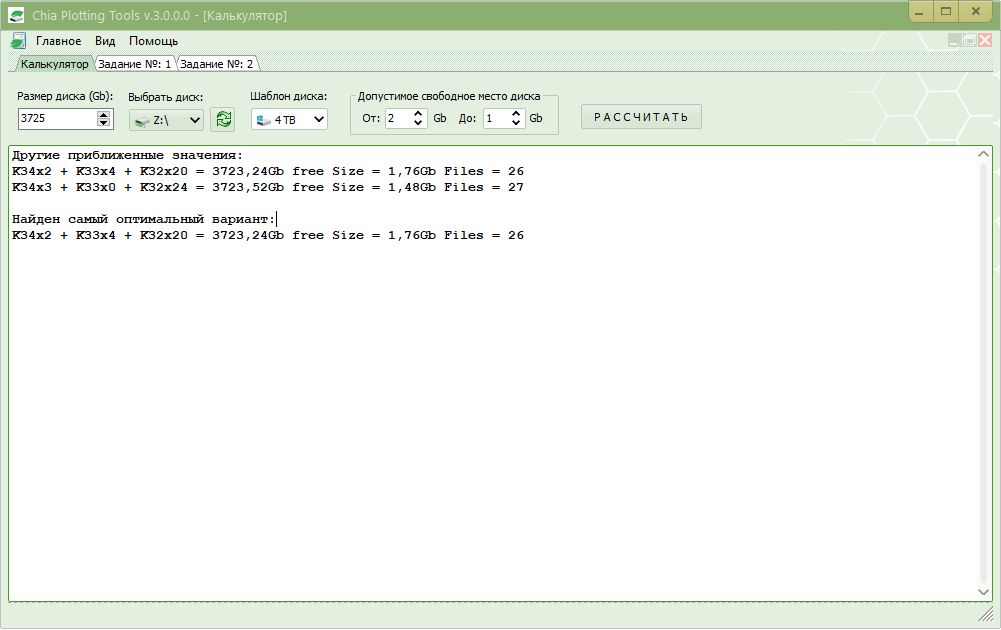 Chia Plotting Tools v.3.0.0.0 - [Калькулятор]
Главное Вид Помощь
Калькулятор Задание №: 1 Задание №: 2
Размер диска (Gb): Выбрать диск: Шаблон диска: Допустимое свободное место диска
3725 Z:\ 4 TB От: 2 Gb До: 1 Gb РАССЧИТАТЬ
Другие приближенные значения:
K34x2 + K33x4 + K32x20 = 3723,24Gb free Size = 1,76Gb Files = 26
K34x3 + K33x0 + K32x24 = 3723,52Gb free Size = 1,48Gb Files = 27
Найден самый оптимальный вариант:
K34x2 + K33x4 + K32x20 = 3723,24Gb free Size = 1,76Gb Files = 26